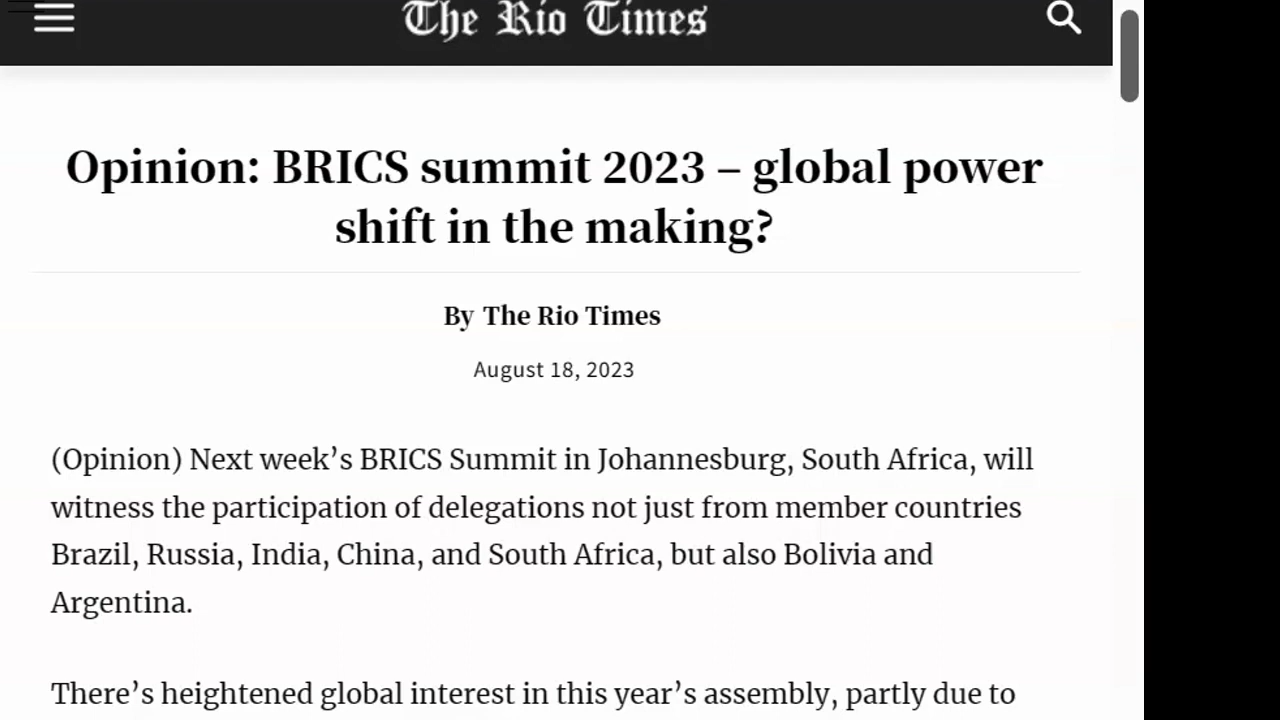 The Rio Times
Opinion: BRICS summit 2023 – global power
shift in the making?
By The Rio Times
August 18, 2023
(Opinion) Next week’s BRICS Summit in Johannesburg, South Africa, will
witness the participation of delegations not just from member countries
Brazil, Russia, India, China, and South Africa, but also Bolivia and
Argentina.
There’s heightened global interest in this year’s assembly, partly due to